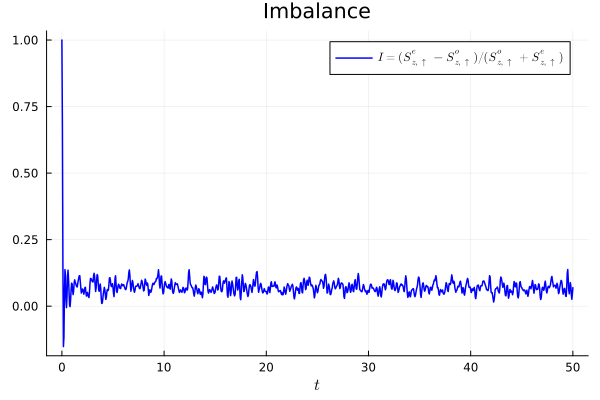 Imbalance
I = (S^e_{z,↑} − S^o_{z,↑})/(S^o_{z,↑} + S^e_{z,↑})
1.00
0.75
0.50
0.25
0.00
0 10 20 30 40 50
t